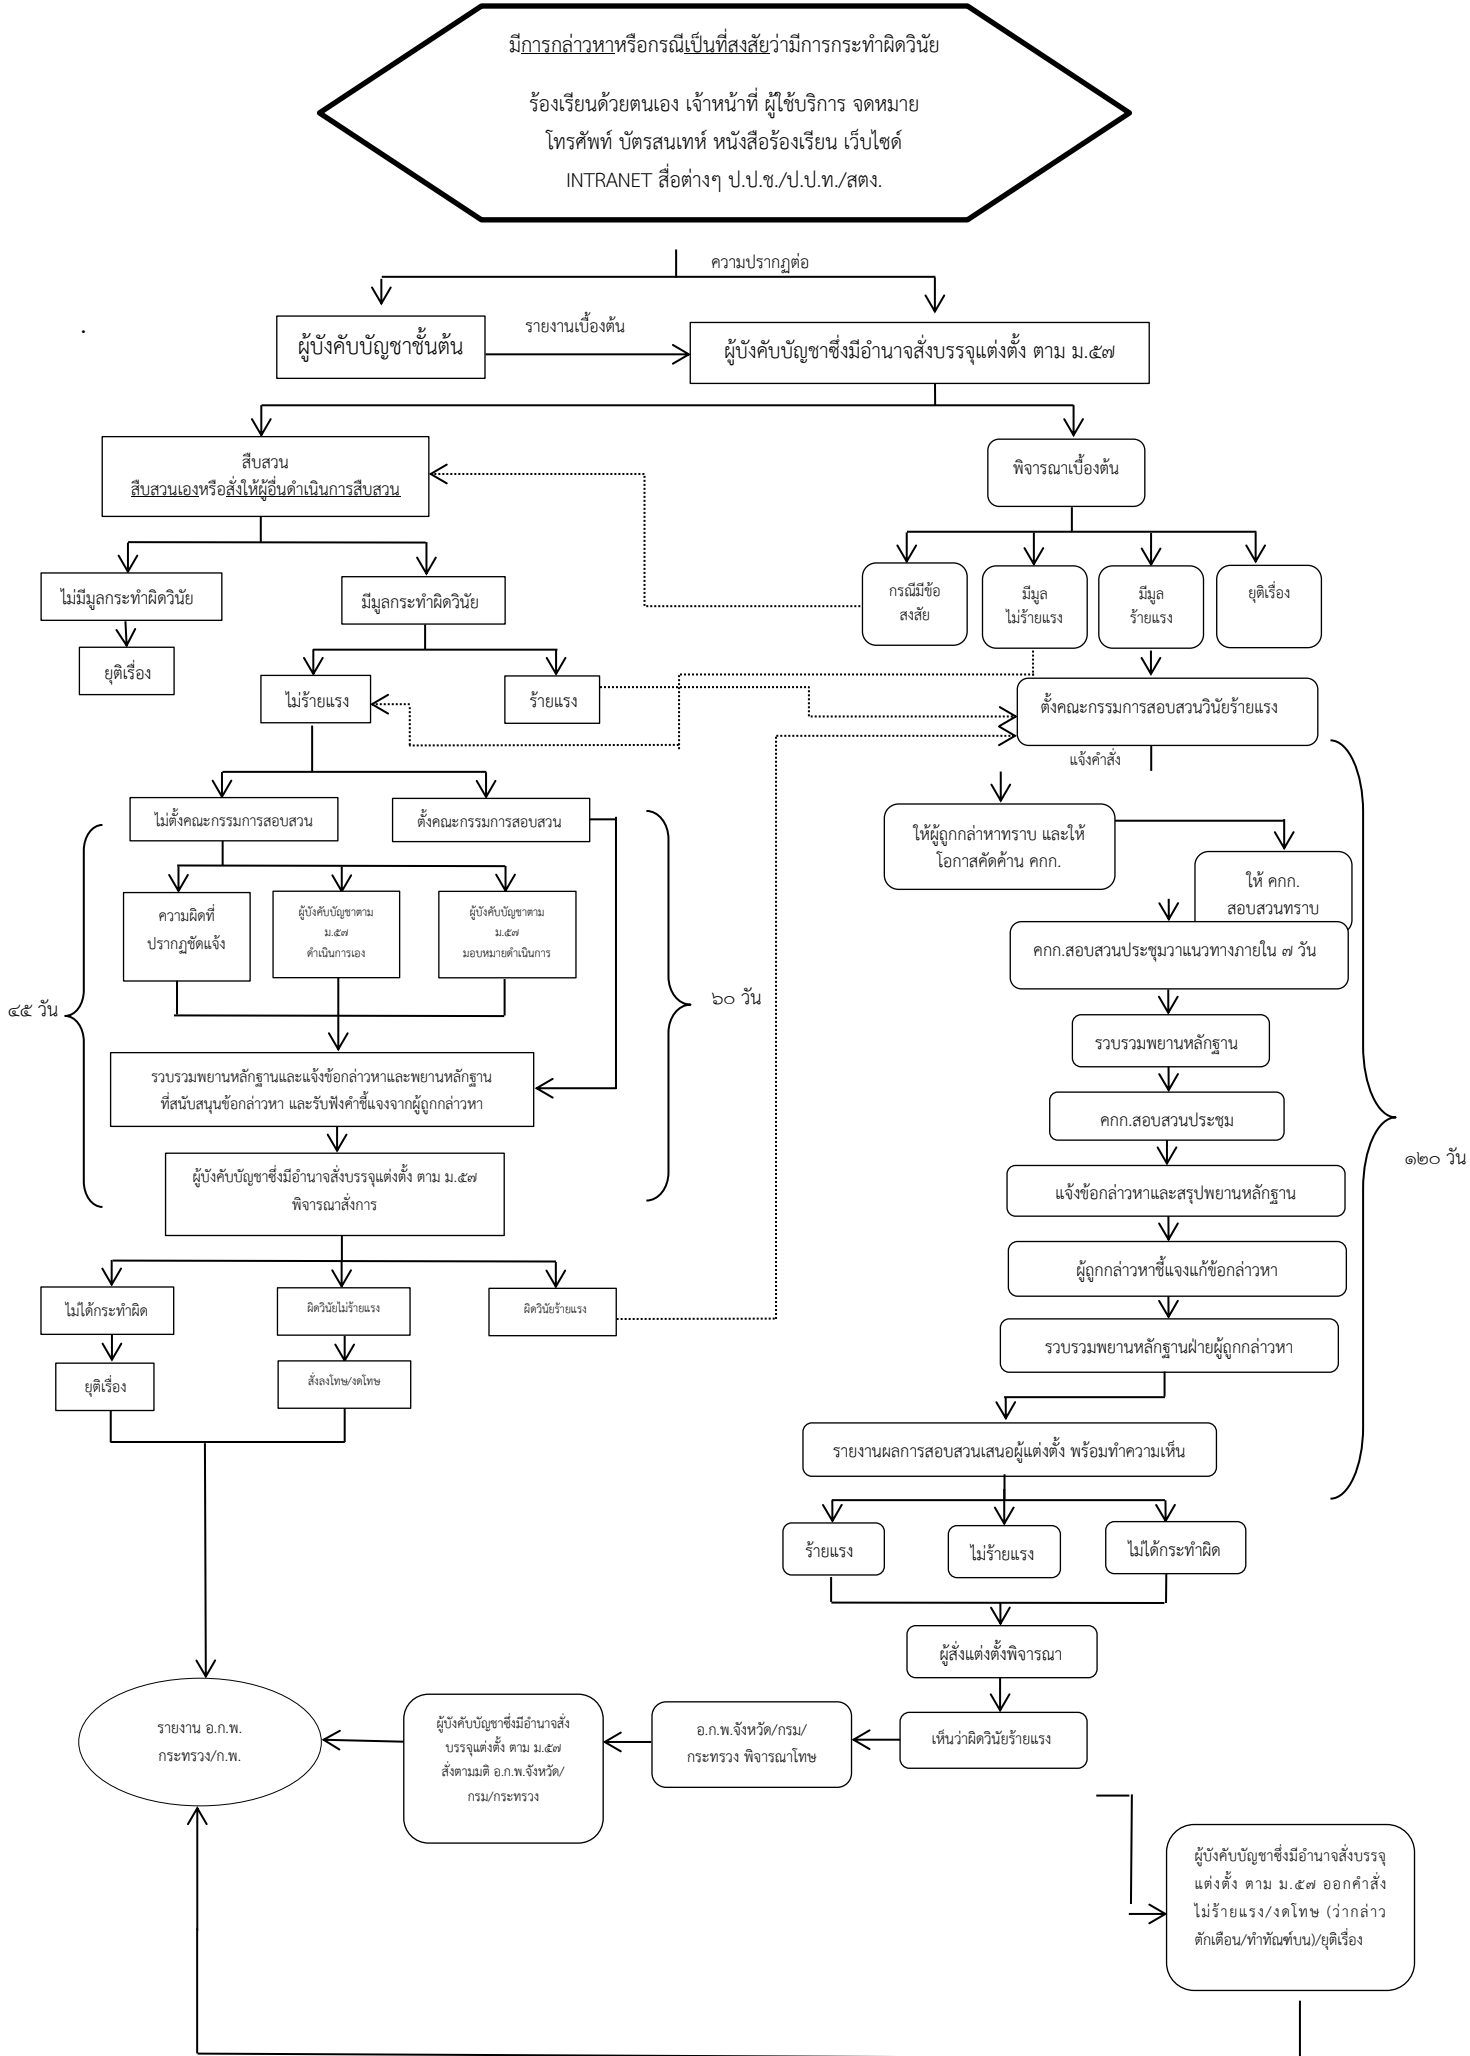 มีการกล่าวหาหรือกรณีเป็นที่สงสัยว่ามีการกระทำผิดวินัย
ร้องเรียนด้วยตนเอง เจ้าหน้าที่ ผู้ใช้บริการ จดหมาย
โทรศัพท์ บัตรสนเทห์ หนังสือร้องเรียน เว็บไซด์
INTRANET สื่อต่างๆ ป.ป.ช./ป.ป.ท./สตง.
ความปรากฏต่อ
ผู้บังคับบัญชาชั้นต้น
รายงานเบื้องต้น
ผู้บังคับบัญชาซึ่งมีอำนาจสั่งบรรจุแต่งตั้ง ตาม ม.๕๗
สืบสวน
สืบสวนเองหรือสั่งให้ผู้อื่นดำเนินการสืบสวน
พิจารณาเบื้องต้น
ไม่มีมูลกระทำผิดวินัย
มีมูลกระทำผิดวินัย
กรณีมีข้อ
สงสัย
มีมูล
ไม่ร้ายแรง
มีมูล
ร้ายแรง
ยุติเรื่อง
ยุติเรื่อง
ไม่ร้ายแรง
ร้ายแรง
ตั้งคณะกรรมการสอบสวนวินัยร้ายแรง
แจ้งคำสั่ง
ไม่ตั้งคณะกรรมการสอบสวน
ตั้งคณะกรรมการสอบสวน
ให้ผู้ถูกกล่าหาทราบ และให้
โอกาสคัดค้าน คกก.
ให้ คกก.
สอบสวนทราบ
ความผิดที่
ปรากฏชัดแจ้ง
ผู้บังคับบัญชาตาม
ม.๕๗
ดำเนินการเอง
ผู้บังคับบัญชาตาม
ม.๕๗
มอบหมายดำเนินการ
คกก.สอบสวนประชุมวาแนวทางภายใน ๗ วัน
๔๕ วัน
๖๐ วัน
รวบรวมพยานหลักฐาน
รวบรวมพยานหลักฐานและแจ้งข้อกล่าวหาและพยานหลักฐาน
ที่สนับสนุนข้อกล่าวหา และรับฟังคำชี้แจงจากผู้ถูกกล่าวหา
คกก.สอบสวนประชุม
๑๒๐ วัน
ผู้บังคับบัญชาซึ่งมีอำนาจสั่งบรรจุแต่งตั้ง ตาม ม.๕๗
พิจารณาสั่งการ
แจ้งข้อกล่าวหาและสรุปพยานหลักฐาน
ผู้ถูกกล่าวหาชี้แจงแก้ข้อกล่าวหา
ไม่ได้กระทำผิด
ผิดวินัยไม่ร้ายแรง
ผิดวินัยร้ายแรง
รวบรวมพยานหลักฐานฝ่ายผู้ถูกกล่าวหา
ยุติเรื่อง
สั่งลงโทษ/งดโทษ
รายงานผลการสอบสวนเสนอผู้แต่งตั้ง พร้อมทำความเห็น
ร้ายแรง
ไม่ร้ายแรง
ไม่ได้กระทำผิด
ผู้สั่งแต่งตั้งพิจารณา
รายงาน อ.ก.พ.
กระทรวง/ก.พ.
ผู้บังคับบัญชาซึ่งมีอำนาจสั่ง
บรรจุแต่งตั้ง ตาม ม.๕๗
สั่งตามมติ อ.ก.พ.จังหวัด/
กรม/กระทรวง
อ.ก.พ.จังหวัด/กรม/
กระทรวง พิจารณาโทษ
เห็นว่าผิดวินัยร้ายแรง
ผู้บังคับบัญชาซึ่งมีอำนาจสั่งบรรจุ
แต่งตั้ง ตาม ม.๕๗ ออกคำสั่ง
ไม่ร้ายแรง/งดโทษ (ว่ากล่าว
ตักเตือน/ทำทัณฑ์บน)/ยุติเรื่อง